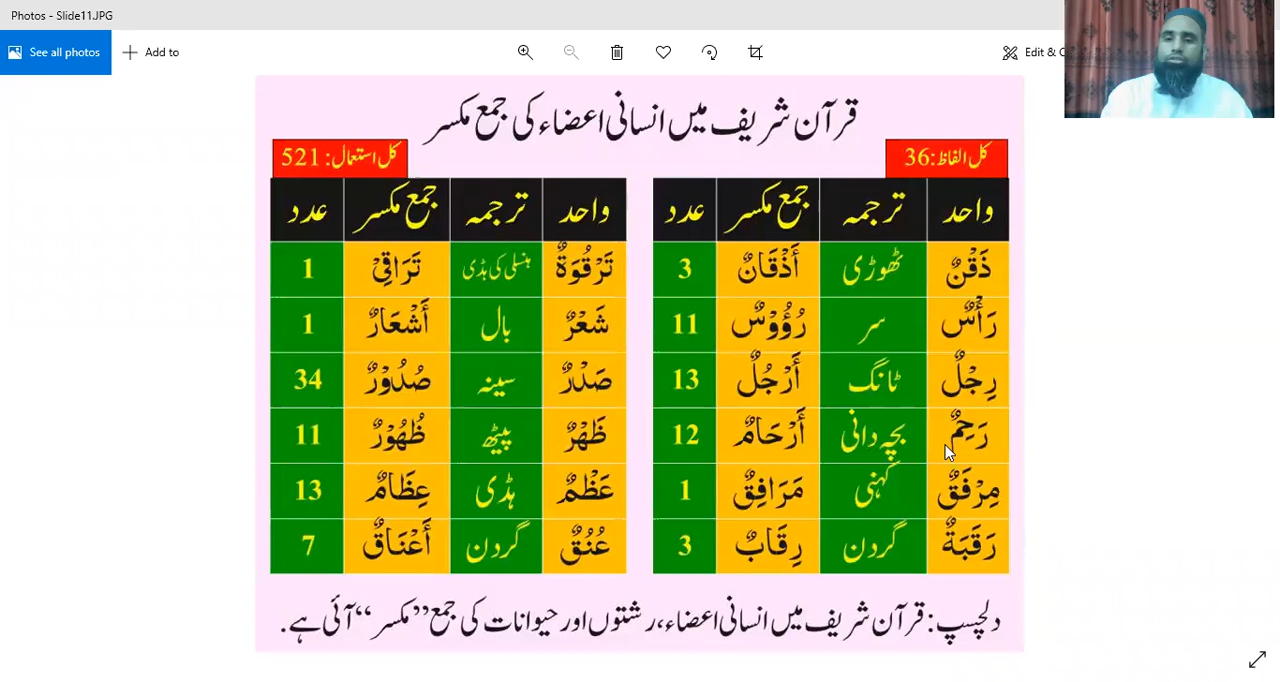 Photos - Slide11.JPG
See all photos
Add to
Edit & C
قرآن شریف میں انسانی اعضاء کی جمع مکسر
کل الفاظ: 36
کل استعمال: 521
واحد ترجمہ جمع مکسر عدد
ذَقْنٌ ٹھوڑی أَذْقَانٌ 3
رَأْسٌ سر رُؤُوْسٌ 11
رِجْلٌ ٹانگ أَرْجُلٌ 13
رَحِمٌ بچہ دانی أَرْحَامٌ 12
مِرْفَقٌ کہنی مَرَافِقٌ 1
رَقَبَةٌ گردن رِقَابٌ 3
واحد ترجمہ جمع مکسر عدد
تَرْقُوَةٌ ہنسلی کی ہڈی تَرَاقِيْ 1
شَعْرٌ بال أَشْعَارٌ 1
صَدْرٌ سینہ صُدُوْرٌ 34
ظَهْرٌ پیٹھ ظُهُوْرٌ 11
عَظْمٌ ہڈی عِظَامٌ 13
عُنُقٌ گردن أَعْنَاقٌ 7
دلچسپ: قرآن شریف میں انسانی اعضاء، رشتوں اور حیوانات کی جمع ”مکسر“ آئی ہے.